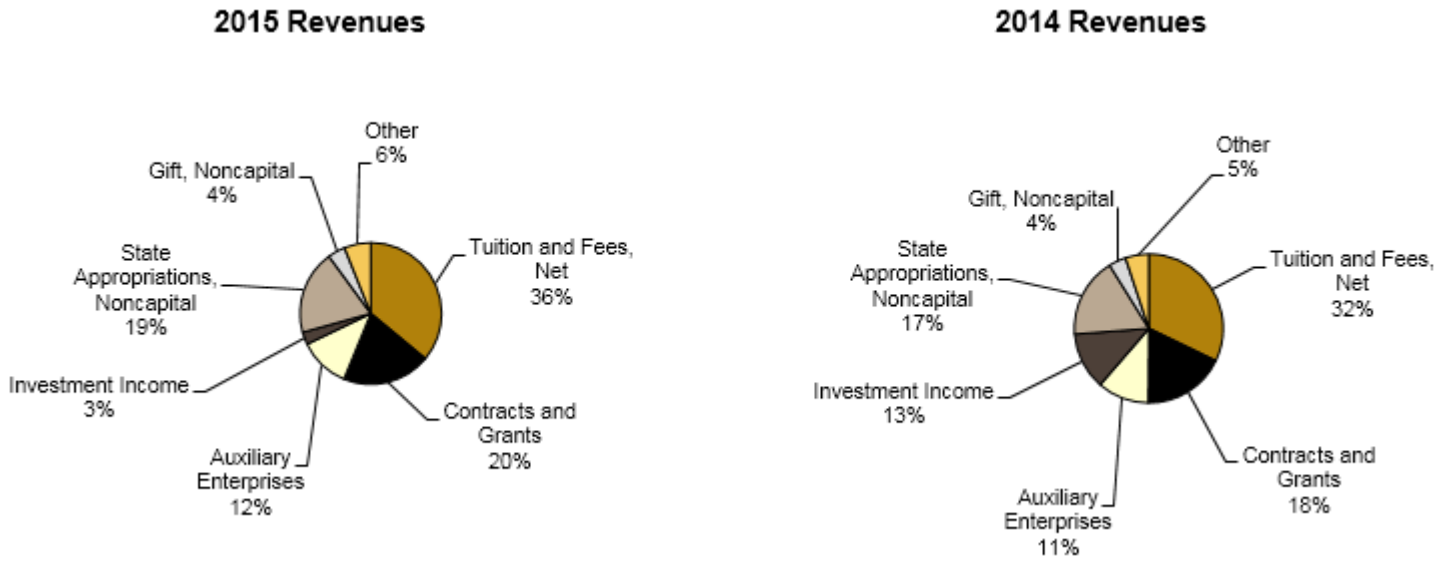 2015 Revenues
Other
6%
Gift, Noncapital
4%
State
Appropriations,
Noncapital
19%
Tuition and Fees,
Net
36%
Investment Income
3%
Contracts and
Grants
20%
Auxiliary
Enterprises
12%
2014 Revenues
Other
5%
Gift, Noncapital
4%
State
Appropriations,
Noncapital
17%
Tuition and Fees,
Net
32%
Investment Income
13%
Contracts and
Grants
18%
Auxiliary
Enterprises
11%